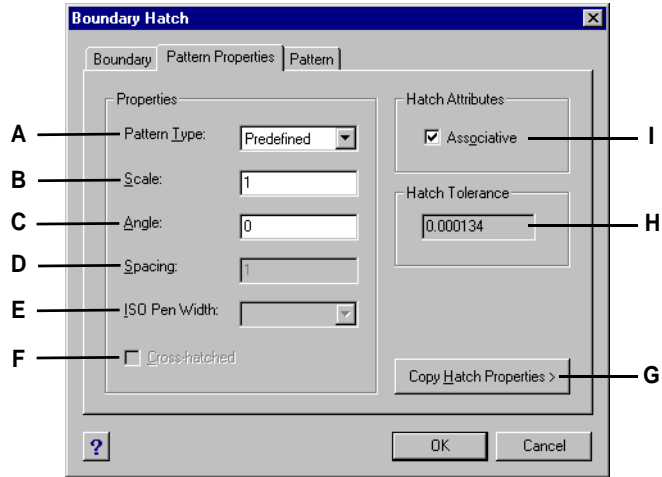 Boundary Hatch
Boundary
Pattern Properties
Pattern
Properties
A
Pattern Type:
Predefined
B
Scale:
1
C
Angle:
0
D
Spacing:
1
E
ISO Pen Width:
F
Cross-hatched
Hatch Attributes
Associative
I
Hatch Tolerance
0.000134
H
Copy Hatch Properties >
G
?
OK
Cancel